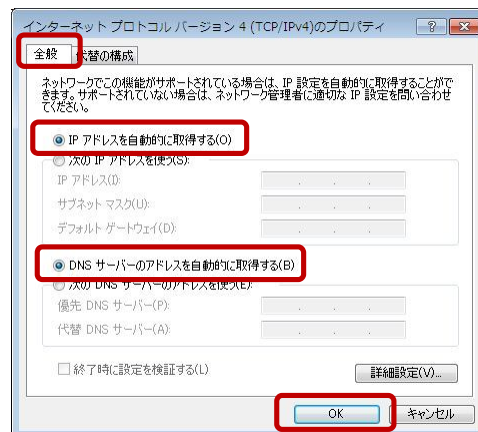 インターネット プロトコル バージョン 4 (TCP/IPv4)のプロパティ
全般 代替の構成
ネットワークでこの機能がサポートされている場合は、IP 設定を自動的に取得することがで
きます。サポートされていない場合は、ネットワーク管理者に適切な IP 設定を問い合わせ
てください。
IP アドレスを自動的に取得する(O)
次の IP アドレスを使う(S):
IP アドレス(I):
サブネット マスク(U):
デフォルト ゲートウェイ(D):
DNS サーバーのアドレスを自動的に取得する(B)
次の DNS サーバーのアドレスを使う(E):
優先 DNS サーバー(P):
代替 DNS サーバー(A):
終了時に設定を検証する(L)
詳細設定(V)...
OK キャンセル